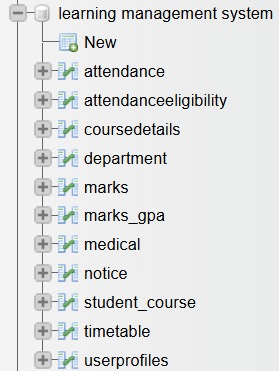 learning management system
New
attendance
attendanceeligibility
coursedetails
department
marks
marks_gpa
medical
notice
student_course
timetable
userprofiles